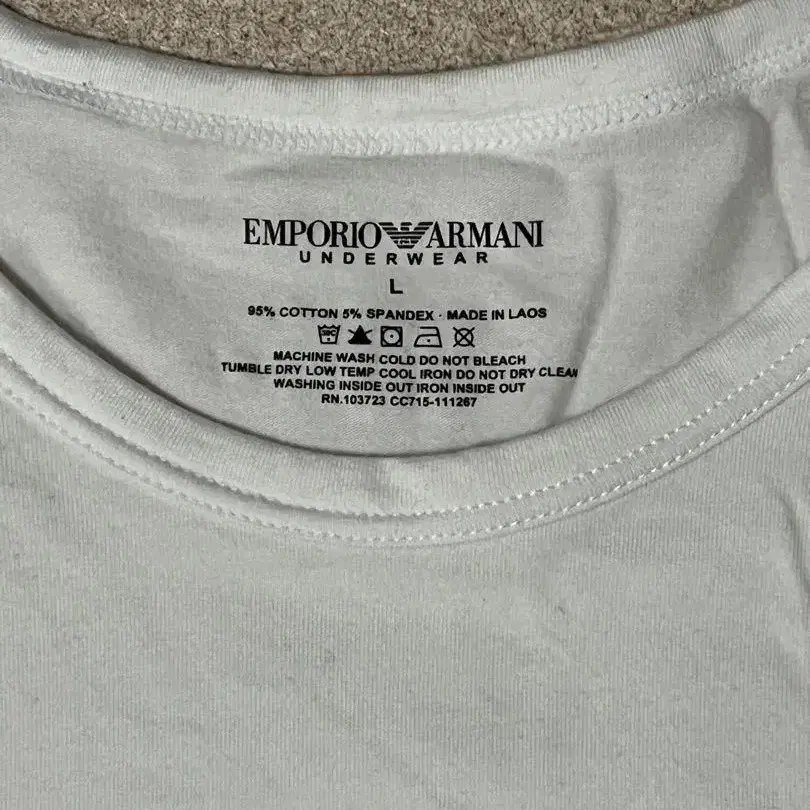 EMPORIO ARMANI
UNDERWEAR
L
95% COTTON 5% SPANDEX · MADE IN LAOS
30C
MACHINE WASH COLD DO NOT BLEACH
TUMBLE DRY LOW TEMP COOL IRON DO NOT DRY CLEAN
WASHING INSIDE OUT IRON INSIDE OUT
RN.103723 CC715-111267